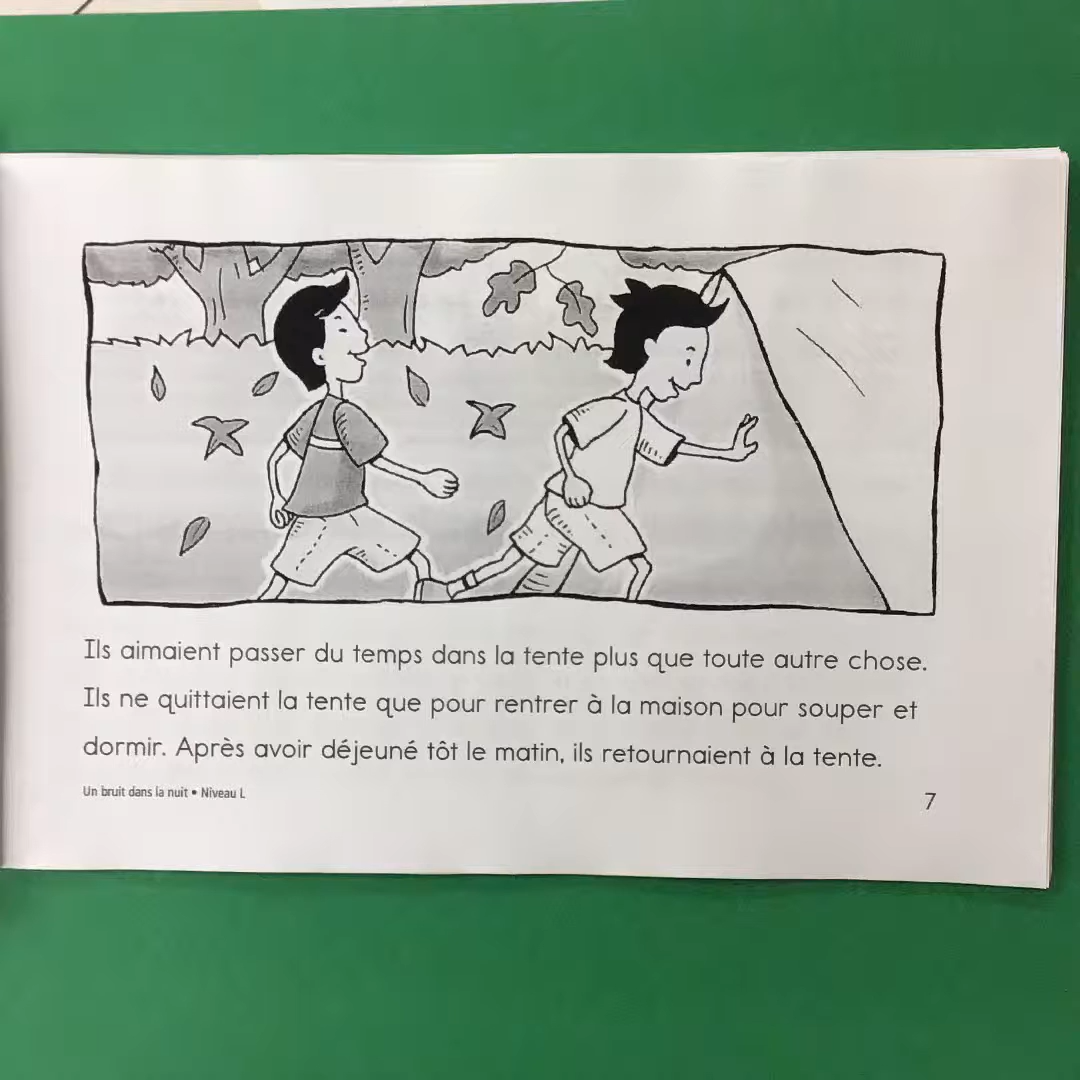 Ils aimaient passer du temps dans la tente plus que toute autre chose.
Ils ne quittaient la tente que pour rentrer à la maison pour souper et
dormir. Après avoir déjeuné tôt le matin, ils retournaient à la tente.
Un bruit dans la nuit • Niveau L
7